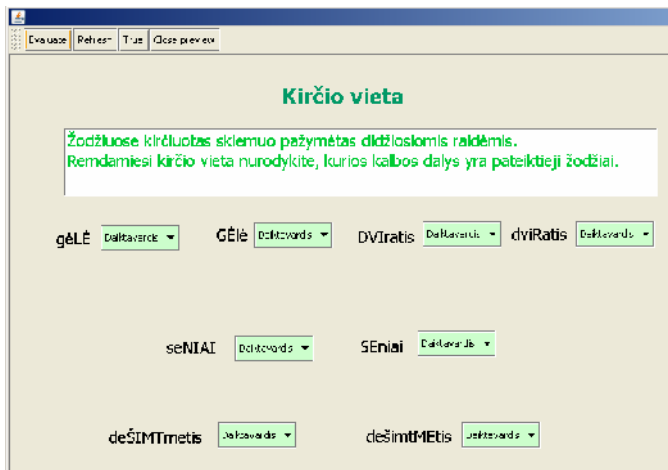 Evaluate Refresh True Close preview
Kirčio vieta
Žodžiuose kirčiuotas skiemuo pažymėtas didžiosiomis raidėmis.
Remdamiesi kirčio vieta nurodykite, kurios kalbos dalys yra pateiktieji žodžiai.
gėLĖ Daiktavardis GĖlė Daiktavardis DVIratis Daiktavardis dviRatis Daiktavardis
seNIAI Daiktavardis SEniai Daiktavardis
deŠIMTmetis Daiktavardis dešimtMEtis Daiktavardis